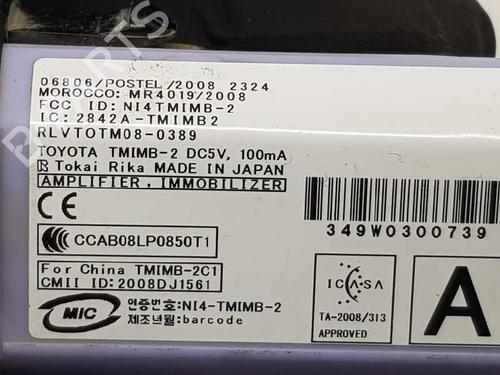 06806/POSTEL/2008 2324
MOROCCO: MR4019/2008
FCC ID: NI4TMIMB-2
IC: 2842A-TMIMB2
RLVTOTM08-0389
TOYOTA TMIMB-2 DC5V, 100mA
Tokai Rika MADE IN JAPAN
AMPLIFIER, IMMOBILIZER
CE
CCAB08LP0850T1
349W0300739
For China TMIMB-2C1
CMII ID: 2008DJ1561
ICASA
TA-2008/313
APPROVED
A
MIC
인증번호:NI4-TMIMB-2
제조년월:barcode